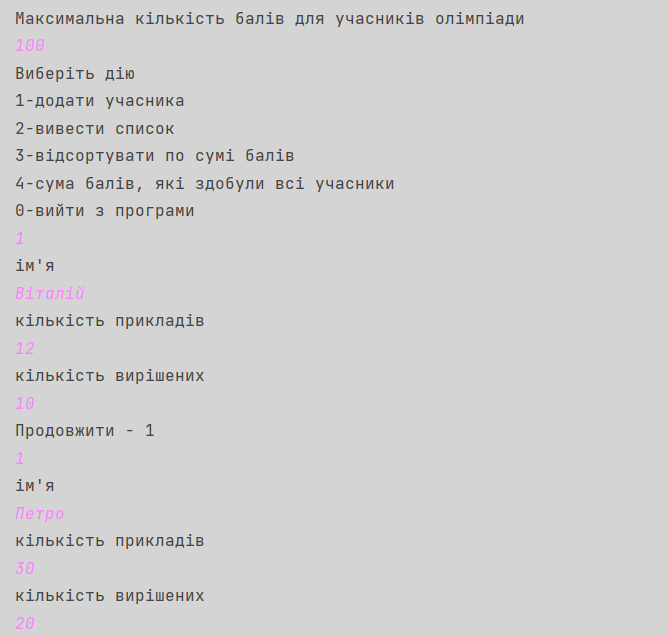 Максимальна кількість балів для учасників олімпіади
100
Виберіть дію
1-додати учасника
2-вивести список
3-відсортувати по сумі балів
4-сума балів, які здобули всі учасники
0-вийти з програми
1
ім'я
Віталій
кількість прикладів
12
кількість вирішених
10
Продовжити - 1
1
ім'я
Петро
кількість прикладів
30
кількість вирішених
20